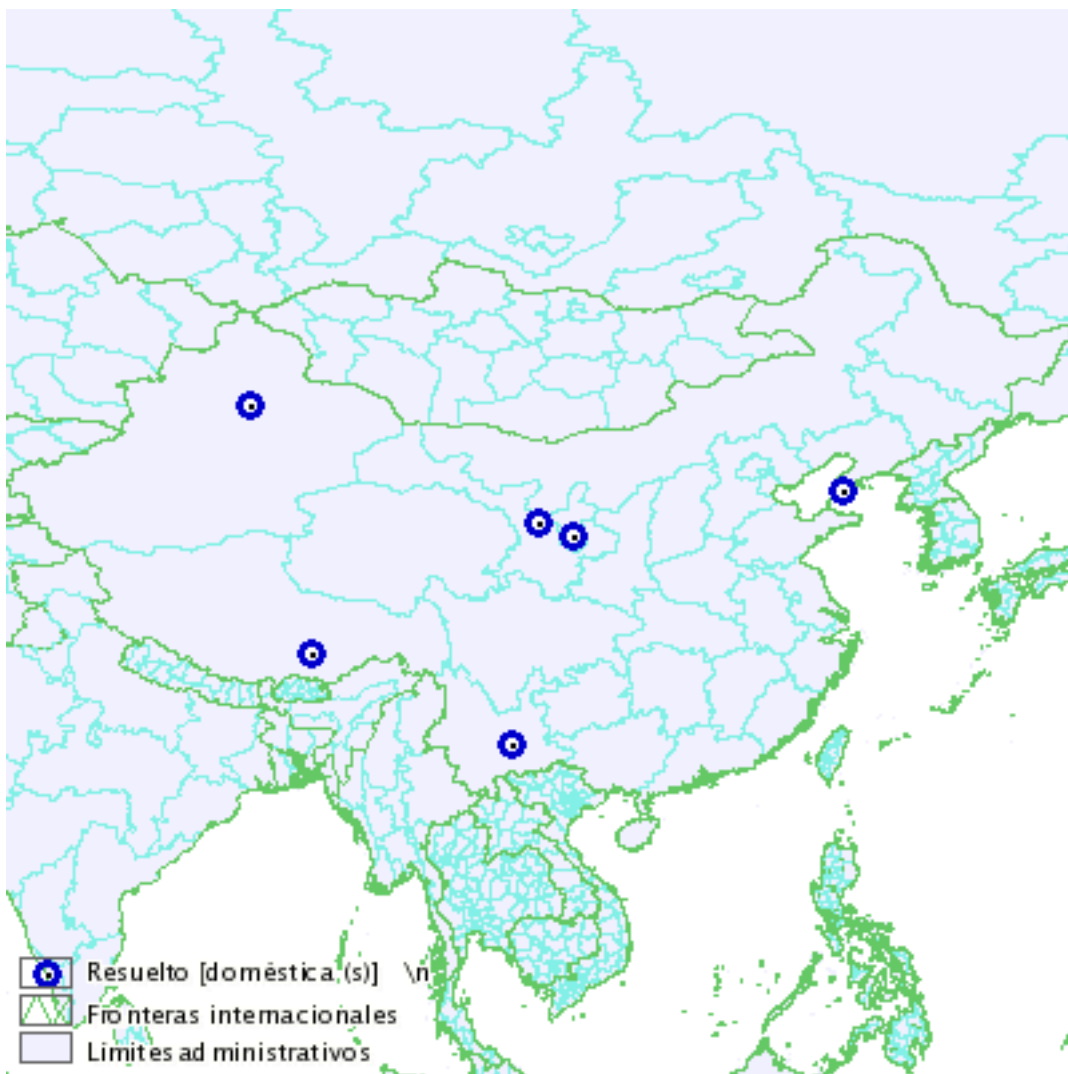 Resuelto [doméstica (s)] \n
Fronteras internacionales
Límites administrativos